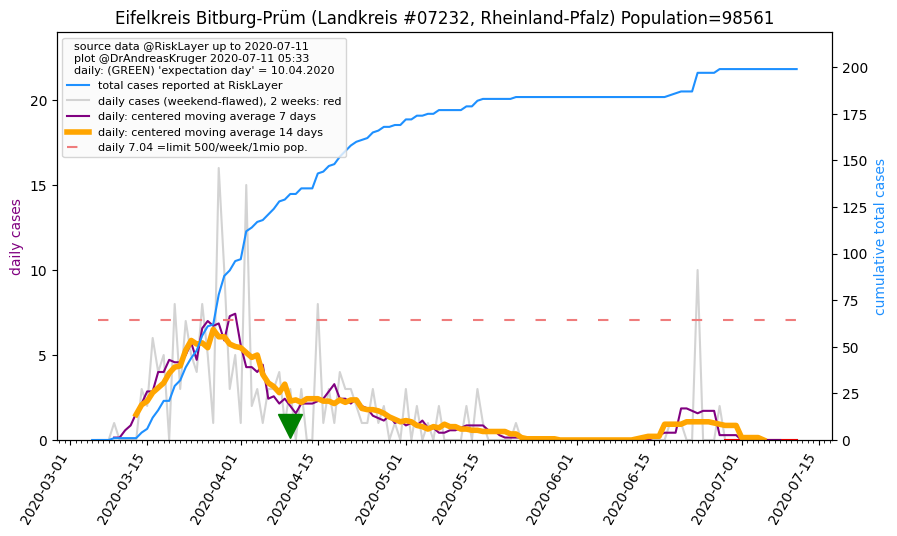 Eifelkreis Bitburg-Prüm (Landkreis #07232, Rheinland-Pfalz) Population=98561
source data @RiskLayer up to 2020-07-11
plot @DrAndreasKruger 2020-07-11 05:33
daily: (GREEN) 'expectation day' = 10.04.2020
total cases reported at RiskLayer
daily cases (weekend-flawed), 2 weeks: red
daily: centered moving average 7 days
daily: centered moving average 14 days
daily 7.04 =limit 500/week/1mio pop.
daily cases
20
15
10
5
0
cumulative total cases
200
175
150
125
100
75
50
25
0
2020-03-01
2020-03-15
2020-04-01
2020-04-15
2020-05-01
2020-05-15
2020-06-01
2020-06-15
2020-07-01
2020-07-15